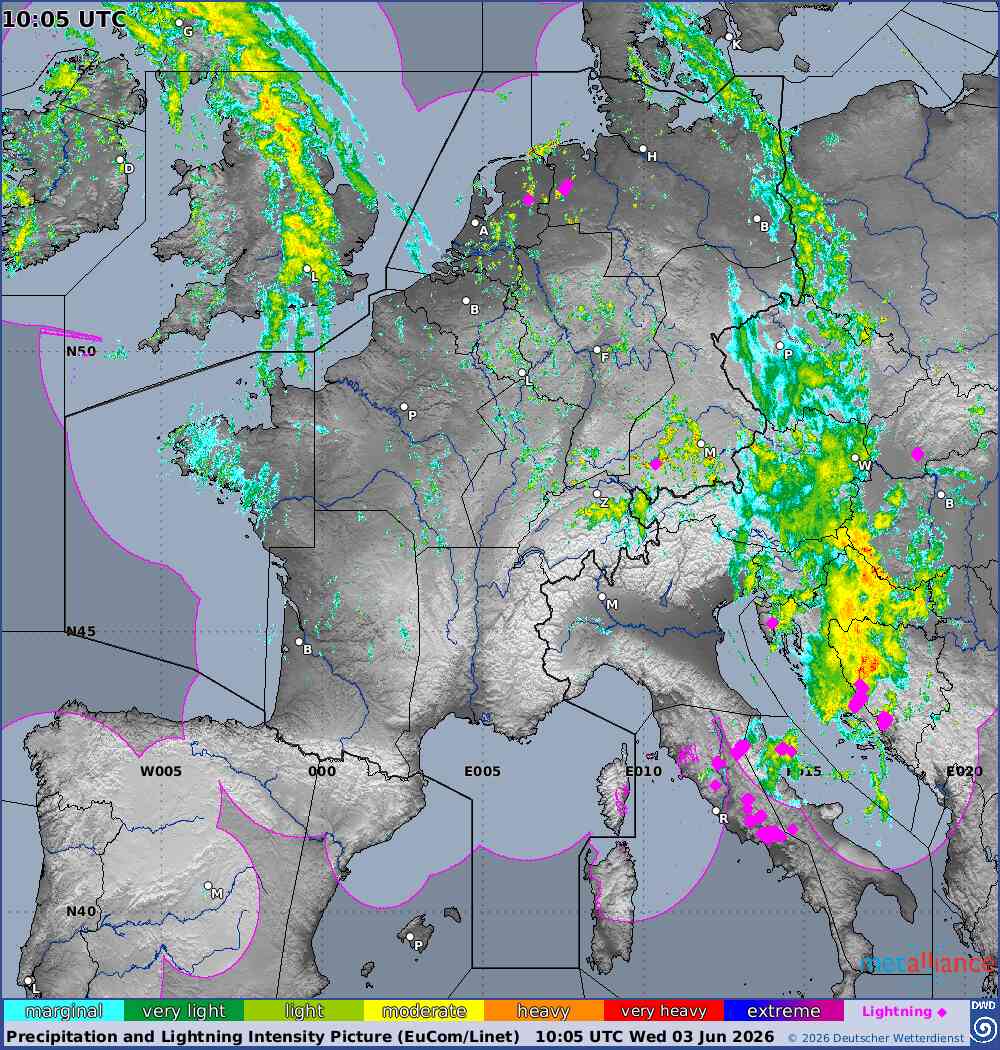 10:05 UTC
G
K
D
H
A
B
B
L
B
N50
P
F
L
P
M
W
Z
B
M
N45
B
W005
000
E005
E010
E015
E020
R
M
N40
P
L
metalliance
marginal very light light moderate heavy very heavy extreme Lightning
DWD
Precipitation and Lightning Intensity Picture (EuCom/Linet) 10:05 UTC Wed 03 Jun 2026 © 2026 Deutscher Wetterdienst